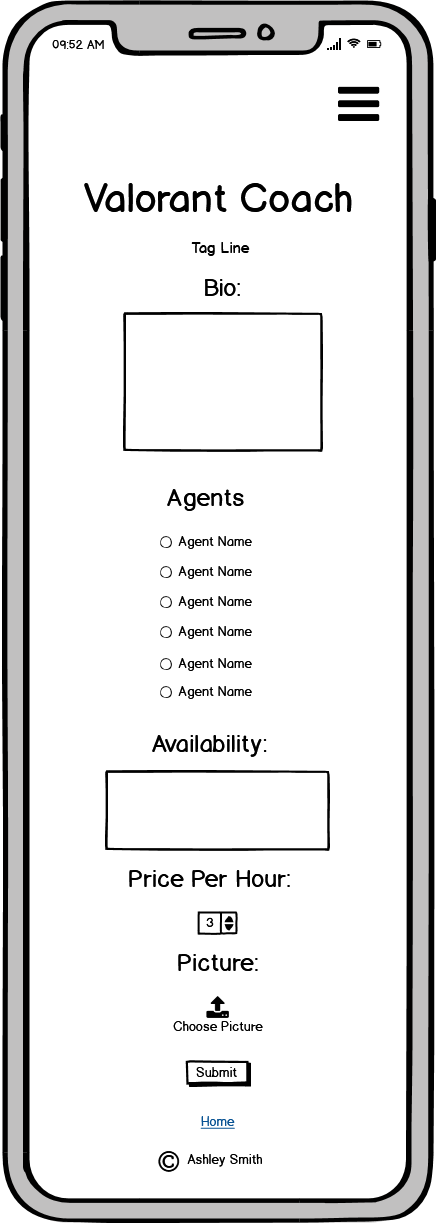 09:52 AM
Valorant Coach
Tag Line
Bio:
Agents
Agent Name
Agent Name
Agent Name
Agent Name
Agent Name
Agent Name
Availability:
Price Per Hour:
3
Picture:
Choose Picture
Submit
Home
© Ashley Smith